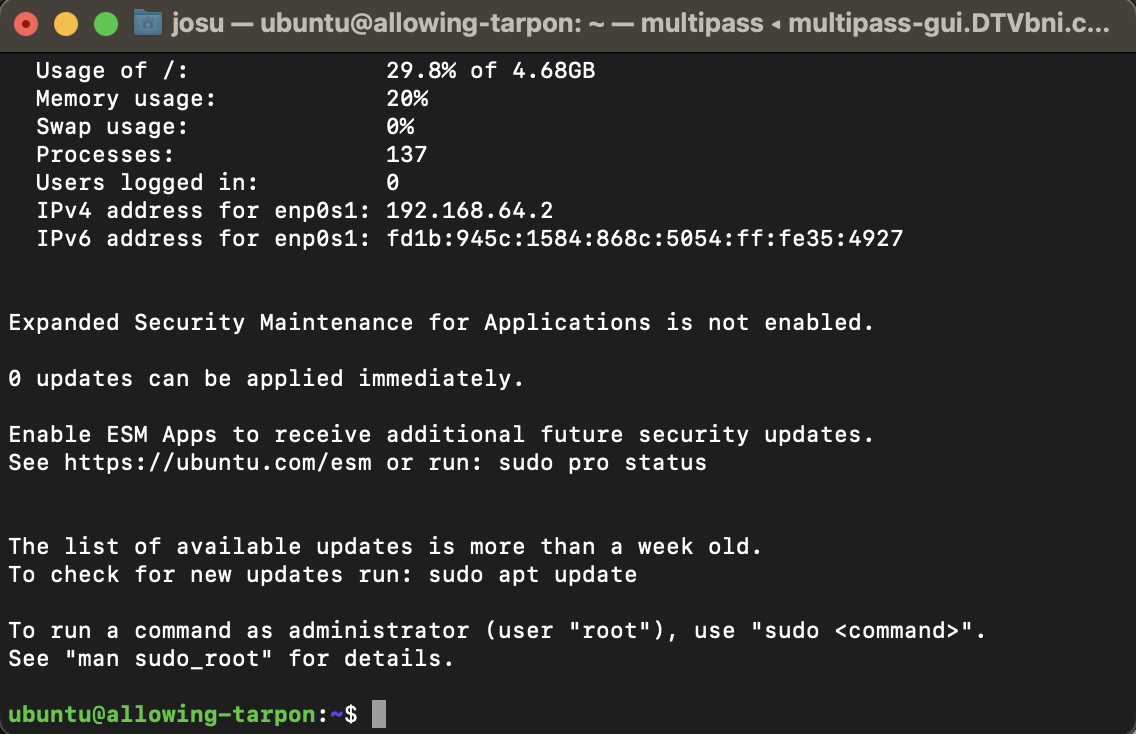 josu — ubuntu@allowing-tarpon: ~ — multipass ◂ multipass-gui.DTVbni.c...
Usage of /: 29.8% of 4.68GB
Memory usage: 20%
Swap usage: 0%
Processes: 137
Users logged in: 0
IPv4 address for enp0s1: 192.168.64.2
IPv6 address for enp0s1: fd1b:945c:1584:868c:5054:ff:fe35:4927
Expanded Security Maintenance for Applications is not enabled.
0 updates can be applied immediately.
Enable ESM Apps to receive additional future security updates.
See https://ubuntu.com/esm or run: sudo pro status
The list of available updates is more than a week old.
To check for new updates run: sudo apt update
To run a command as administrator (user "root"), use "sudo <command>".
See "man sudo_root" for details.
ubuntu@allowing-tarpon:~$